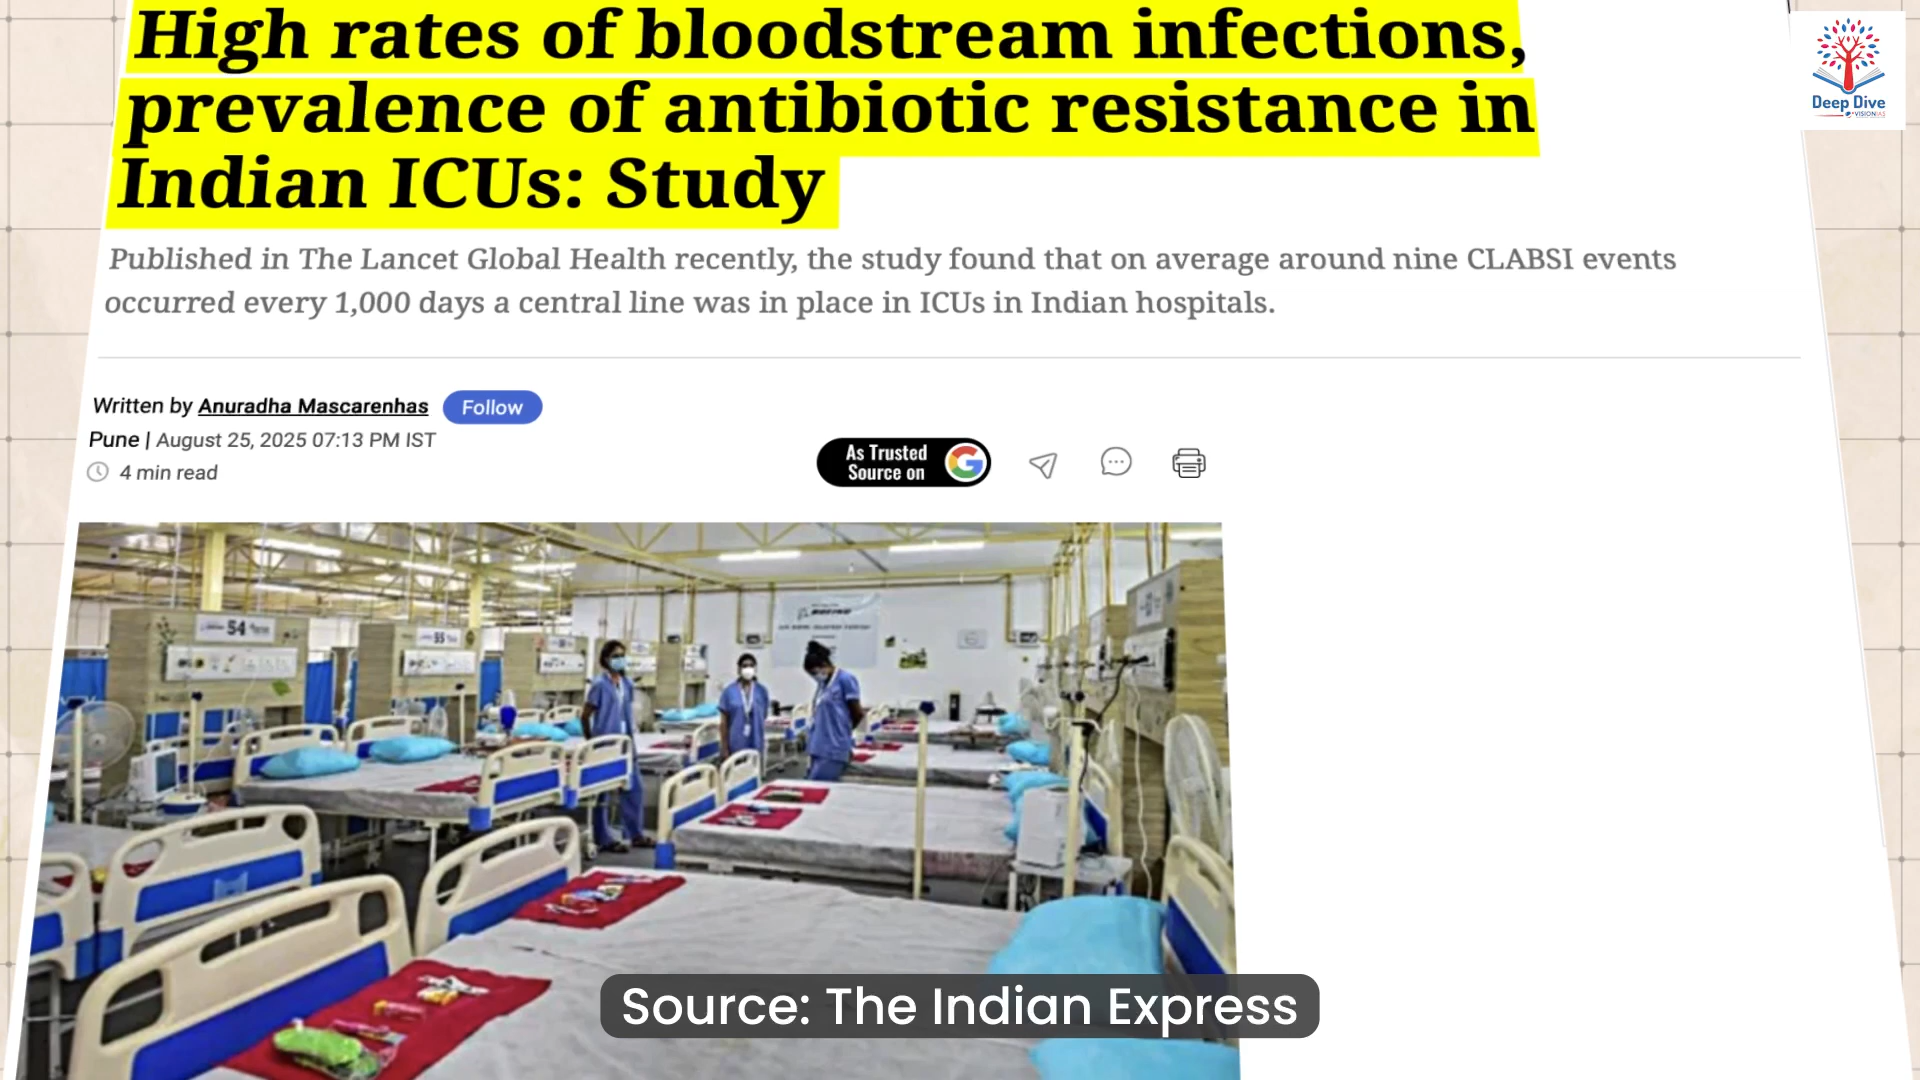 High rates of bloodstream infections,
prevalence of antibiotic resistance in
Indian ICUs: Study
Published in The Lancet Global Health recently, the study found that on average around nine CLABSI events
occurred every 1,000 days a central line was in place in ICUs in Indian hospitals.
Written by Anuradha Mascarenhas Follow
Pune | August 25, 2025 07:13 PM IST
4 min read
As Trusted
Source on
Deep Dive
VISIONIAS
54
55
Source: The Indian Express